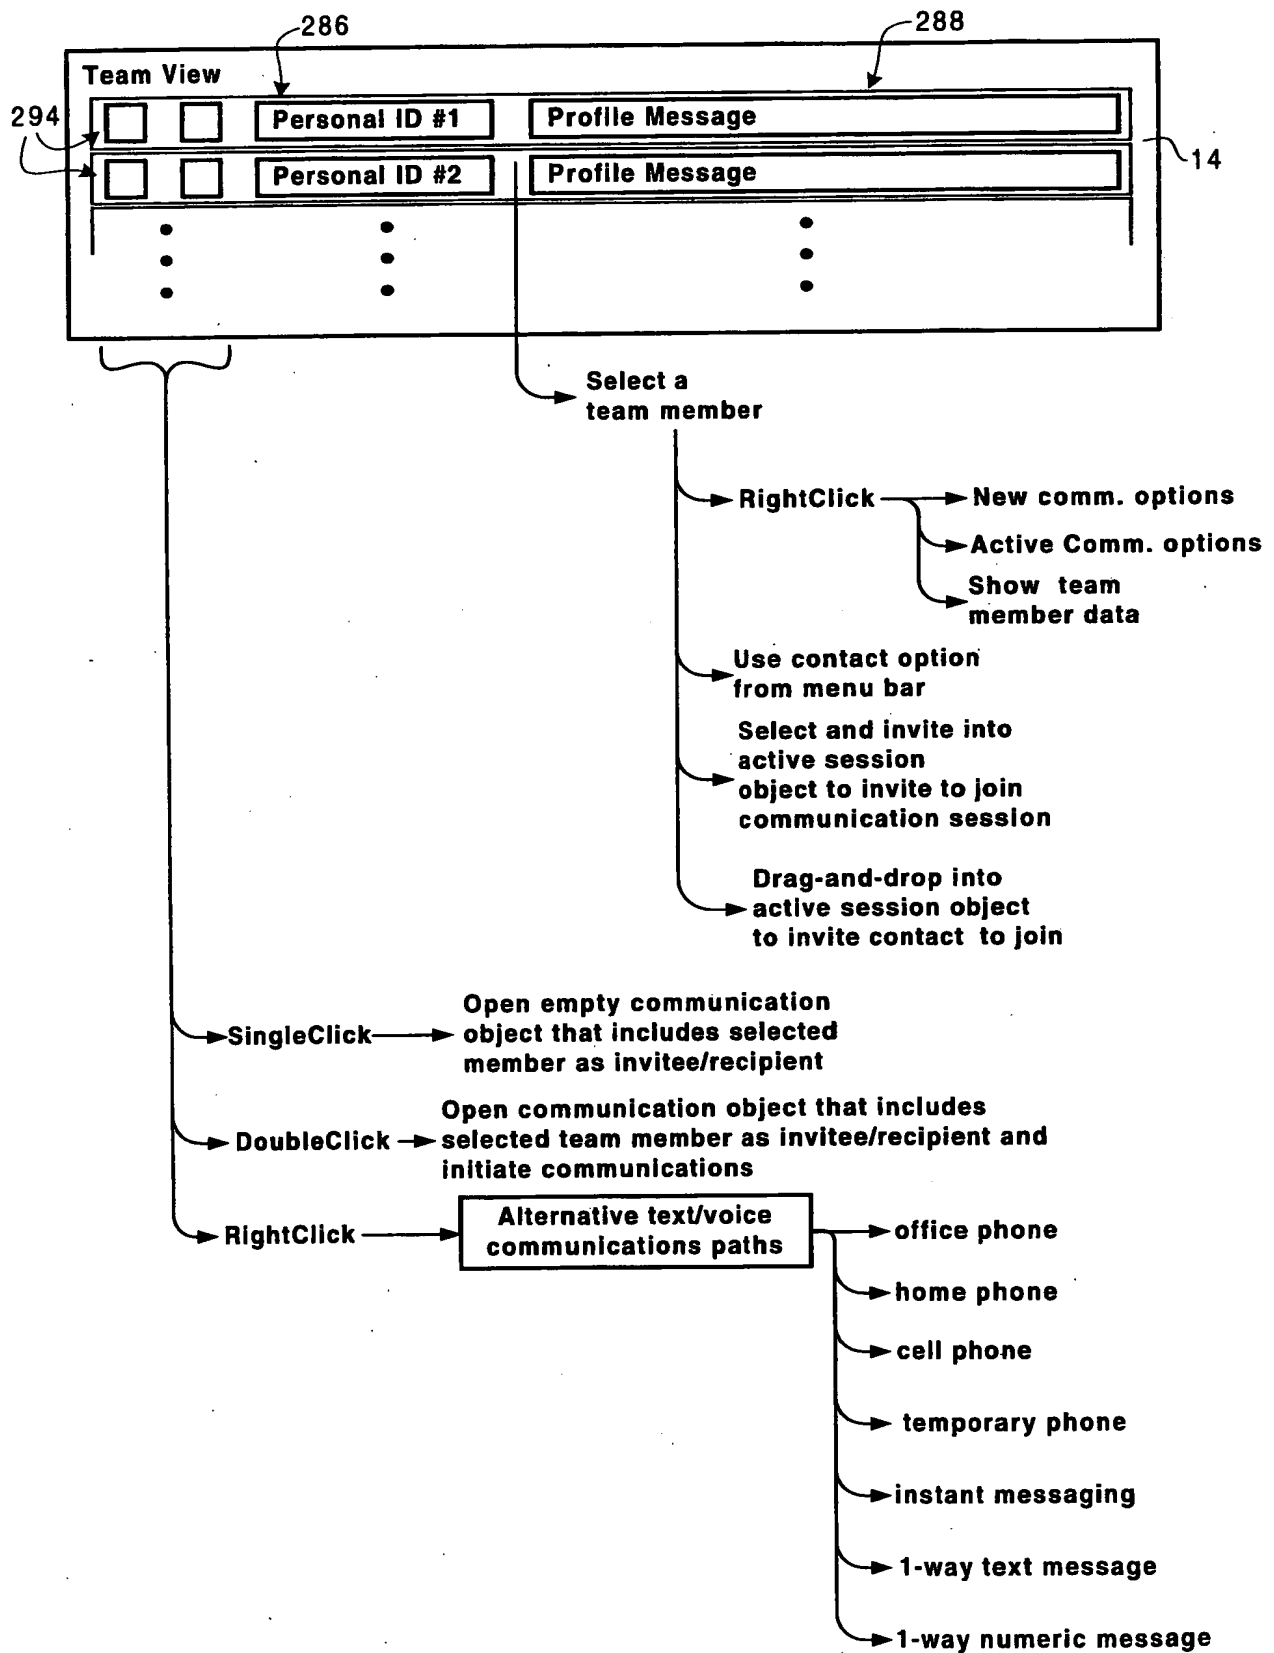 286
288
Team View
294
Personal ID #1
Profile Message
14
Personal ID #2
Profile Message
Select a
team member
RightClick
New comm. options
Active Comm. options
Show team
member data
Use contact option
from menu bar
Select and invite into
active session
object to invite to join
communication session
Drag-and-drop into
active session object
to invite contact to join
SingleClick
Open empty communication
object that includes selected
member as invitee/recipient
DoubleClick
Open communication object that includes
selected team member as invitee/recipient and
initiate communications
RightClick
Alternative text/voice
communications paths
office phone
home phone
cell phone
temporary phone
instant messaging
1-way text message
1-way numeric message